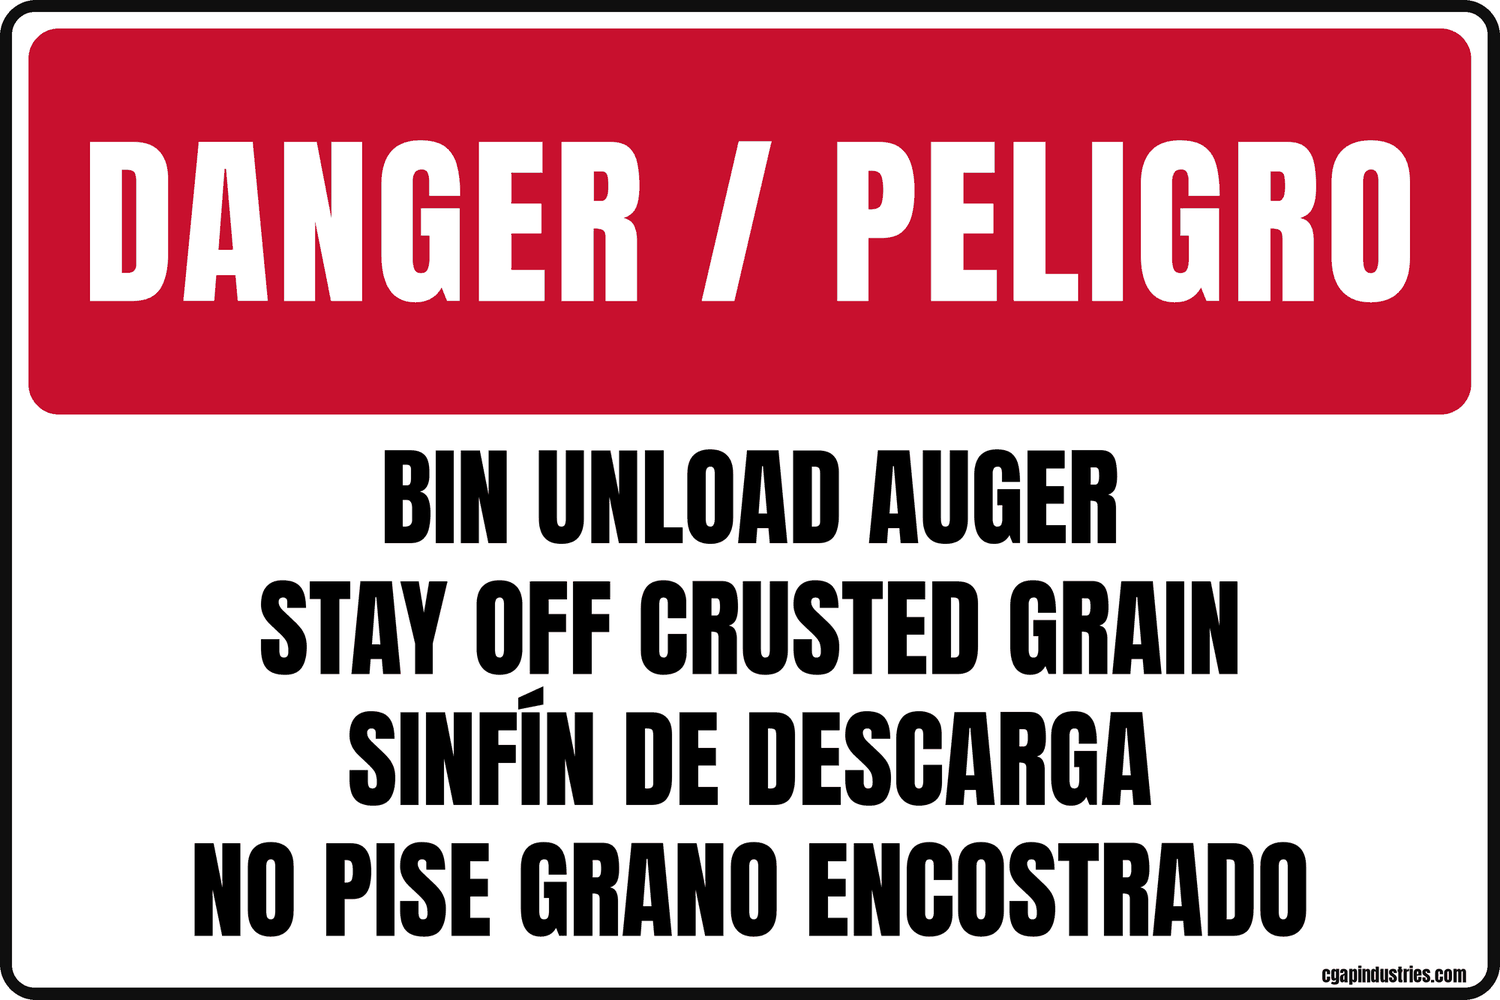 DANGER / PELIGRO
BIN UNLOAD AUGER
STAY OFF CRUSTED GRAIN
SINFÍN DE DESCARGA
NO PISE GRANO ENCOSTRADO
cgapindustries.com